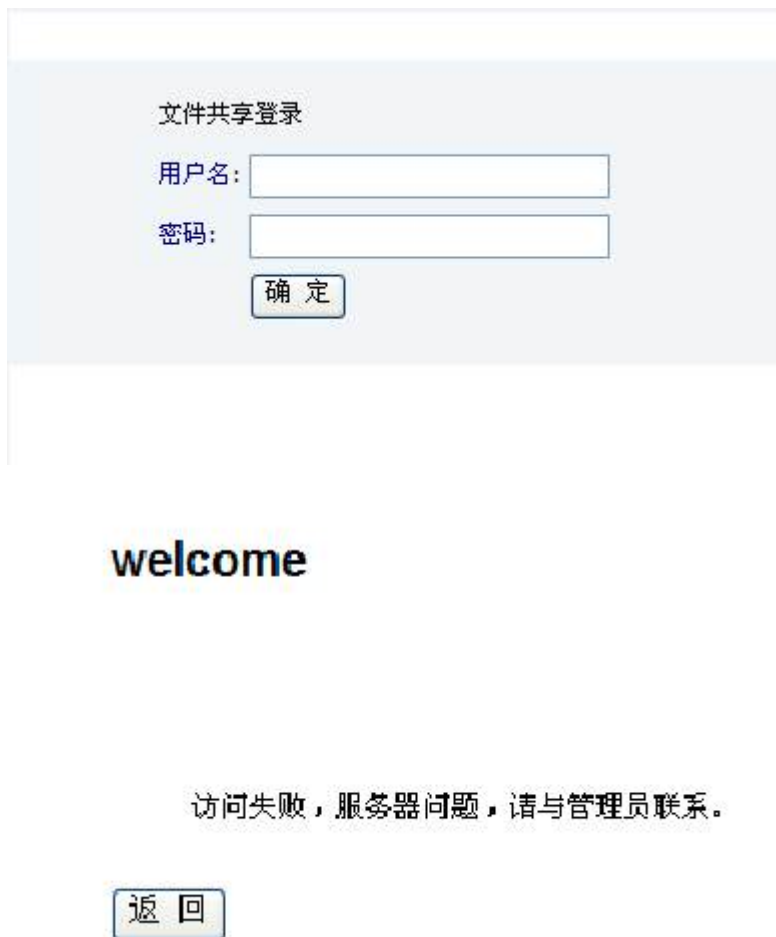 文件共享登录
用户名:
密码:
确 定
welcome
访问失败，服务器问题，请与管理员联系。
返 回